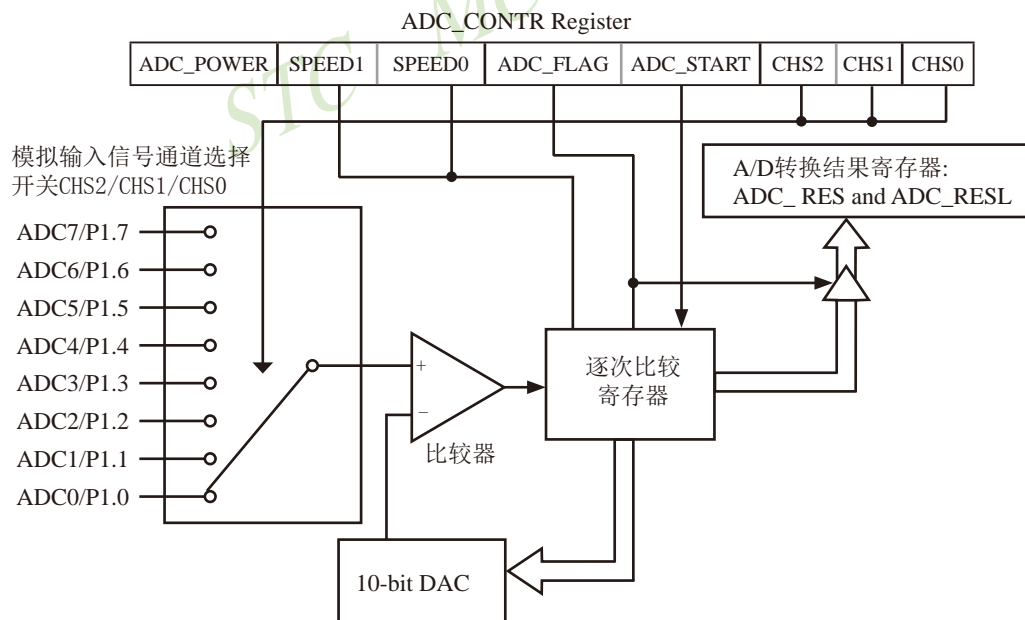 ADC_CONTR Register
ADC_POWER SPEED1 SPEED0 ADC_FLAG ADC_START CHS2 CHS1 CHS0
STC
模拟输入信号通道选择
开关CHS2/CHS1/CHS0
A/D转换结果寄存器:
ADC_ RES and ADC_RESL
ADC7/P1.7
ADC6/P1.6
ADC5/P1.5
ADC4/P1.4
ADC3/P1.3
ADC2/P1.2
ADC1/P1.1
ADC0/P1.0
+
−
比较器
逐次比较
寄存器
10-bit DAC